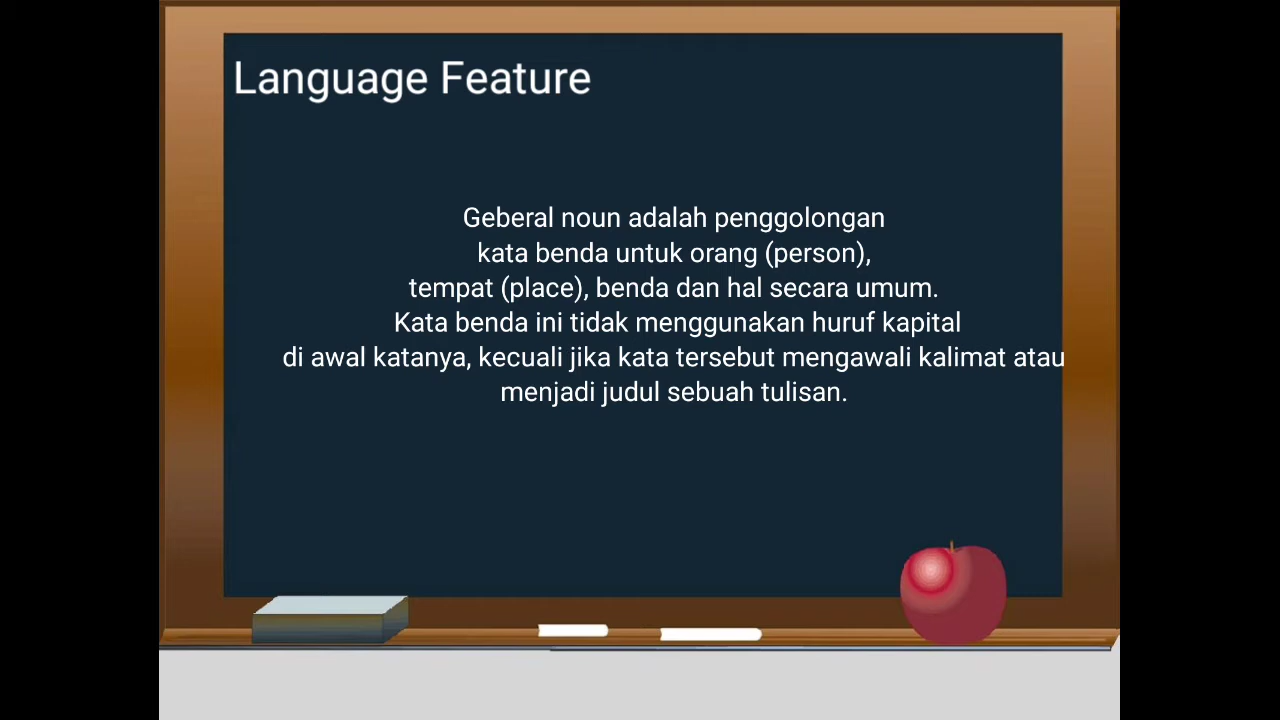 Language Feature
Geberal noun adalah penggolongan
kata benda untuk orang (person),
tempat (place), benda dan hal secara umum.
Kata benda ini tidak menggunakan huruf kapital
di awal katanya, kecuali jika kata tersebut mengawali kalimat atau
menjadi judul sebuah tulisan.